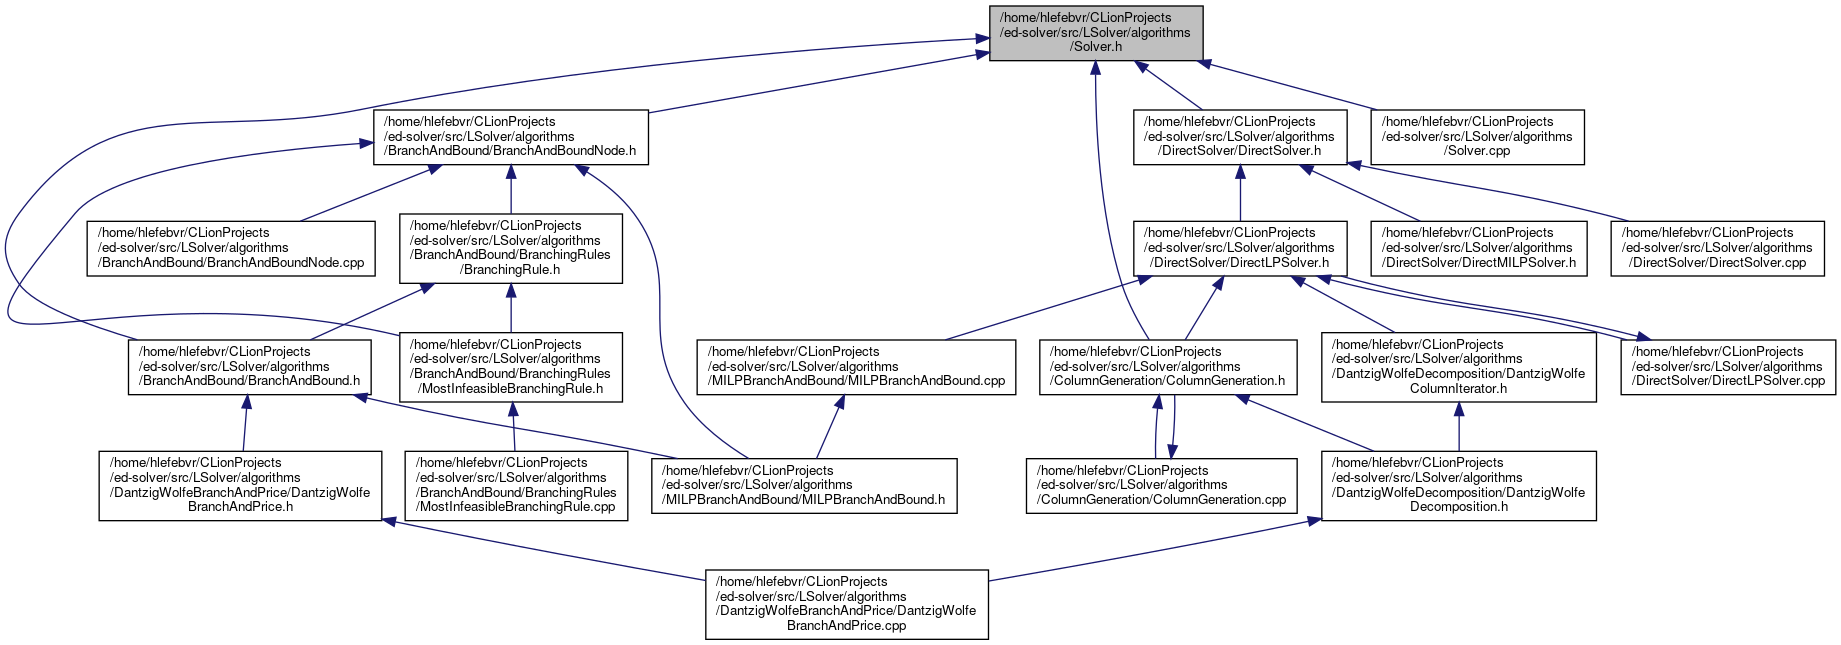 /home/hlefebvr/CLionProjects
/ed-solver/src/LSolver/algorithms
/Solver.h
/home/hlefebvr/CLionProjects
/ed-solver/src/LSolver/algorithms
/BranchAndBound/BranchAndBoundNode.h
/home/hlefebvr/CLionProjects
/ed-solver/src/LSolver/algorithms
/DirectSolver/DirectSolver.h
/home/hlefebvr/CLionProjects
/ed-solver/src/LSolver/algorithms
/Solver.cpp
/home/hlefebvr/CLionProjects
/ed-solver/src/LSolver/algorithms
/BranchAndBound/BranchAndBoundNode.cpp
/home/hlefebvr/CLionProjects
/ed-solver/src/LSolver/algorithms
/BranchAndBound/BranchingRules
/BranchingRule.h
/home/hlefebvr/CLionProjects
/ed-solver/src/LSolver/algorithms
/DirectSolver/DirectLPSolver.h
/home/hlefebvr/CLionProjects
/ed-solver/src/LSolver/algorithms
/DirectSolver/DirectMILPSolver.h
/home/hlefebvr/CLionProjects
/ed-solver/src/LSolver/algorithms
/DirectSolver/DirectSolver.cpp
/home/hlefebvr/CLionProjects
/ed-solver/src/LSolver/algorithms
/BranchAndBound/BranchAndBound.h
/home/hlefebvr/CLionProjects
/ed-solver/src/LSolver/algorithms
/BranchAndBound/BranchingRules
/MostInfeasibleBranchingRule.h
/home/hlefebvr/CLionProjects
/ed-solver/src/LSolver/algorithms
/MILPBranchAndBound/MILPBranchAndBound.cpp
/home/hlefebvr/CLionProjects
/ed-solver/src/LSolver/algorithms
/ColumnGeneration/ColumnGeneration.h
/home/hlefebvr/CLionProjects
/ed-solver/src/LSolver/algorithms
/DantzigWolfeDecomposition/DantzigWolfe
ColumnIterator.h
/home/hlefebvr/CLionProjects
/ed-solver/src/LSolver/algorithms
/DirectSolver/DirectLPSolver.cpp
/home/hlefebvr/CLionProjects
/ed-solver/src/LSolver/algorithms
/DantzigWolfeBranchAndPrice/DantzigWolfe
BranchAndPrice.h
/home/hlefebvr/CLionProjects
/ed-solver/src/LSolver/algorithms
/BranchAndBound/BranchingRules
/MostInfeasibleBranchingRule.cpp
/home/hlefebvr/CLionProjects
/ed-solver/src/LSolver/algorithms
/MILPBranchAndBound/MILPBranchAndBound.h
/home/hlefebvr/CLionProjects
/ed-solver/src/LSolver/algorithms
/ColumnGeneration/ColumnGeneration.cpp
/home/hlefebvr/CLionProjects
/ed-solver/src/LSolver/algorithms
/DantzigWolfeDecomposition/DantzigWolfe
Decomposition.h
/home/hlefebvr/CLionProjects
/ed-solver/src/LSolver/algorithms
/DantzigWolfeBranchAndPrice/DantzigWolfe
BranchAndPrice.cpp